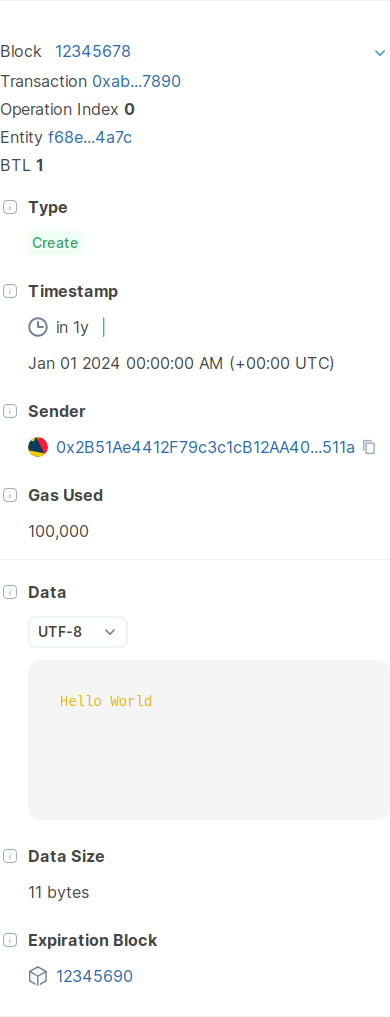 Block 12345678
Transaction 0xab...7890
Operation Index 0
Entity f68e...4a7c
BTL 1
Type
Create
Timestamp
in 1y
Jan 01 2024 00:00:00 AM (+00:00 UTC)
Sender
0x2B51Ae4412F79c3c1cB12AA40...511a
Gas Used
100,000
Data
UTF-8
Hello World
Data Size
11 bytes
Expiration Block
12345690